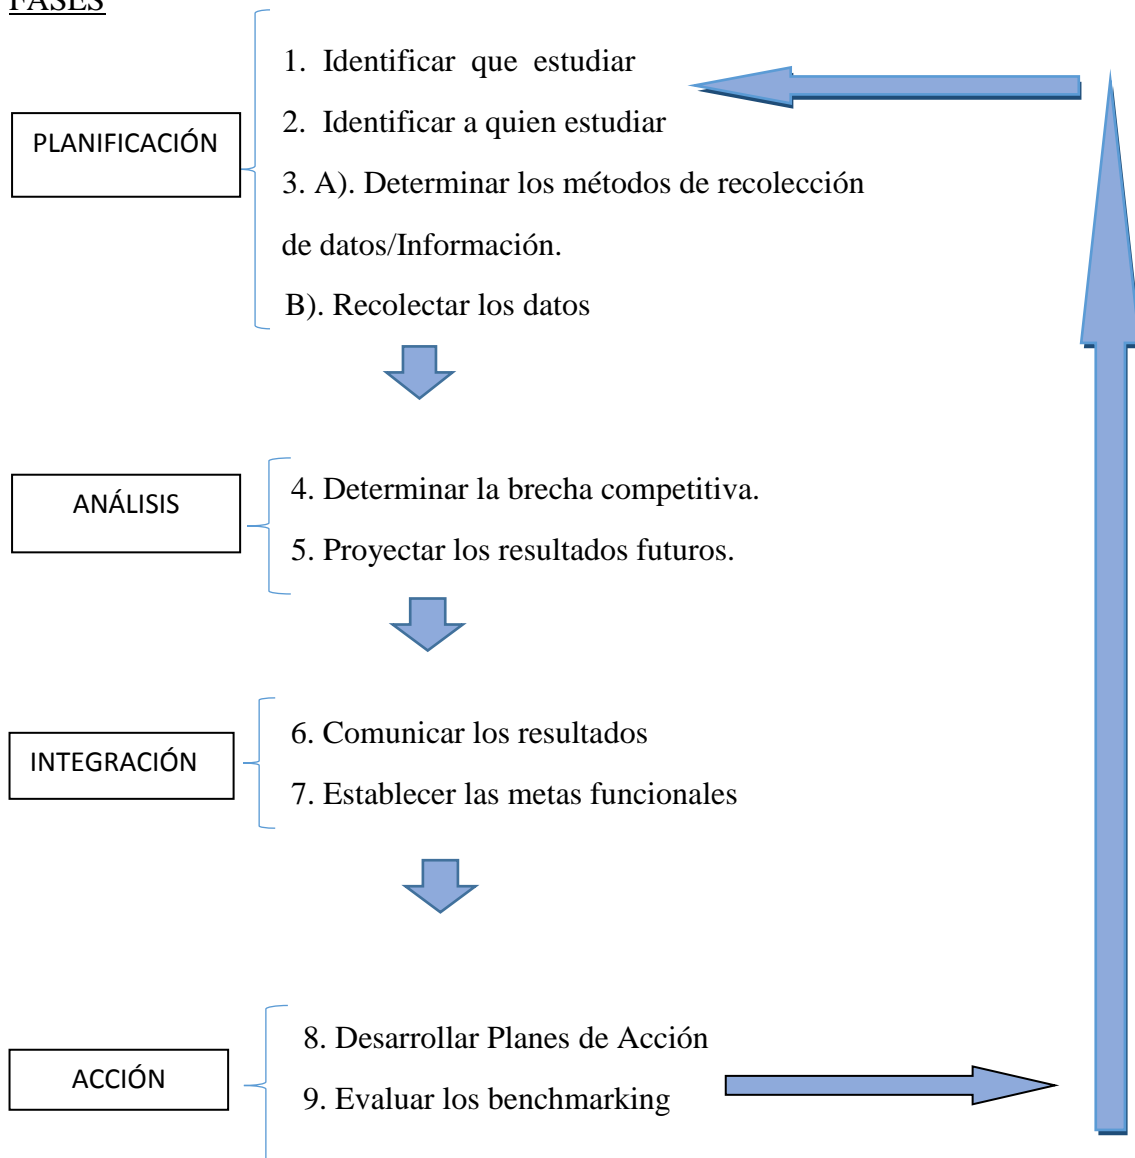 FASES
PLANIFICACIÓN
1. Identificar que estudiar
2. Identificar a quien estudiar
3. A). Determinar los métodos de recolección
de datos/Información.
B). Recolectar los datos
ANÁLISIS
4. Determinar la brecha competitiva.
5. Proyectar los resultados futuros.
INTEGRACIÓN
6. Comunicar los resultados
7. Establecer las metas funcionales
ACCIÓN
8. Desarrollar Planes de Acción
9. Evaluar los benchmarking